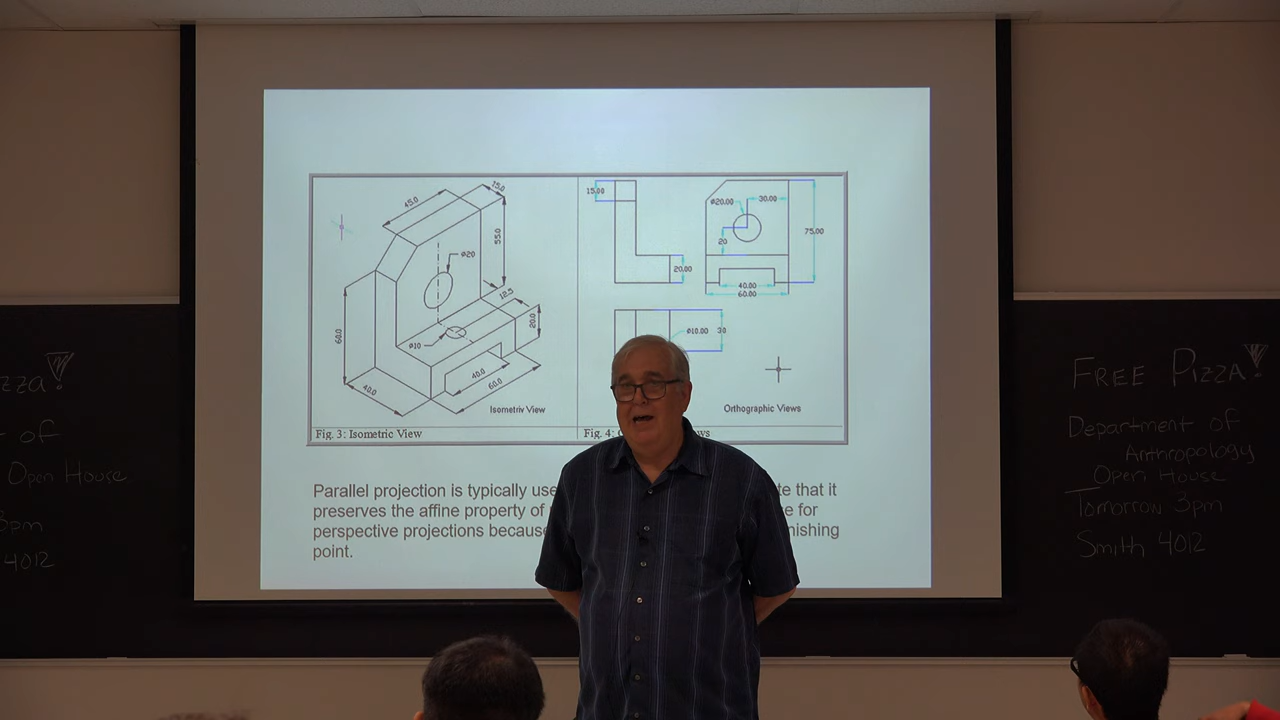 45.0
15.0
55.0
ø20
12.5
20.0
60.0
ø10
40.0
40.0
60.0
Isometriv View
Fig. 3: Isometric View
15.00
20.00
ø20.00
30.00
20
75.00
40.00
60.00
ø10.00
30
Orthographic Views
Fig. 4:
Parallel projection is typically that it
preserves the affine property of for
perspective projections
point.
zza!
of
Open House
3pm
4012
FREE PIZZA!
Department of
Anthropology
Open House
Tomorrow 3pm
Smith 4012